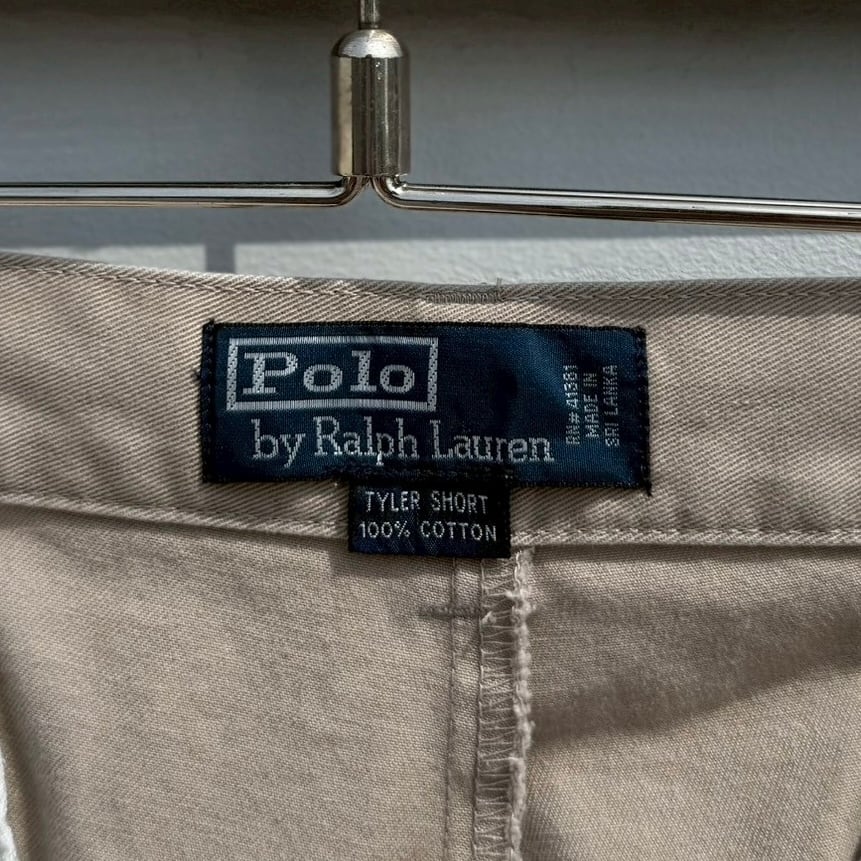 Polo
by Ralph Lauren
RN# 41381
MADE IN
SRI LANKA
TYLER SHORT
100% COTTON